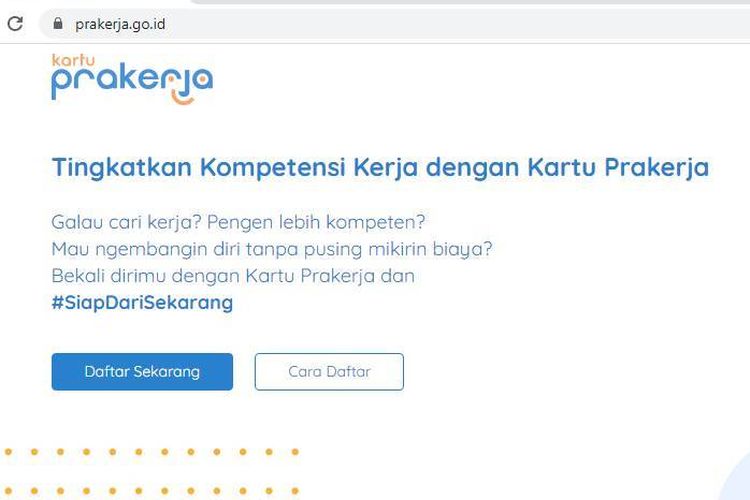 prakerja.go.id
kartu
prakerja
Tingkatkan Kompetensi Kerja dengan Kartu Prakerja
Galau cari kerja? Pengen lebih kompeten?
Mau ngembangin diri tanpa pusing mikirin biaya?
Bekali dirimu dengan Kartu Prakerja dan
#SiapDariSekarang
Daftar Sekarang
Cara Daftar